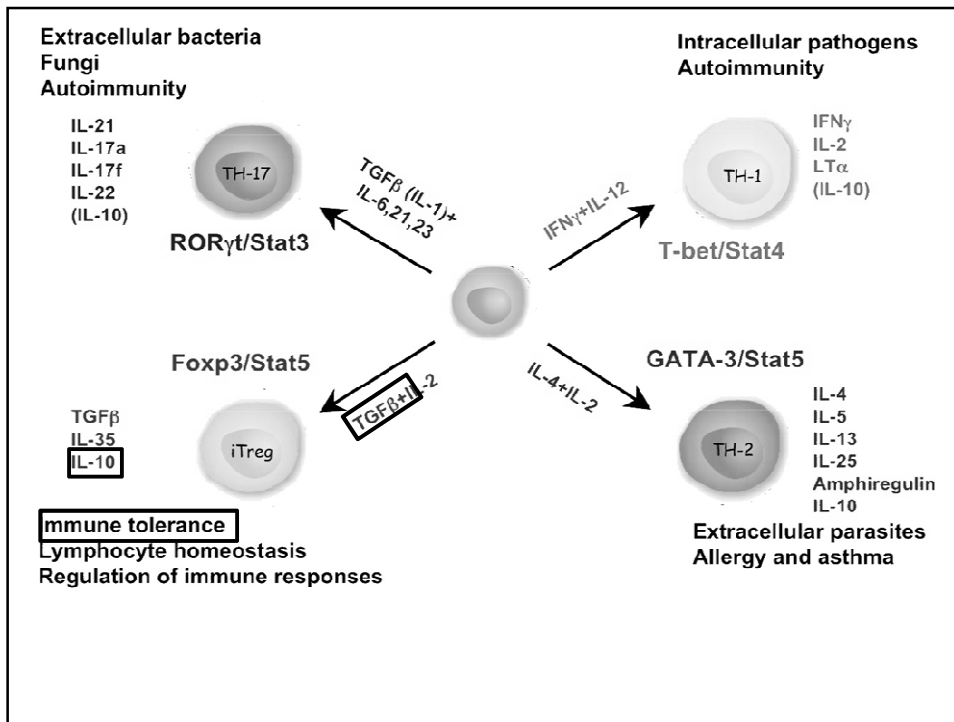 Extracellular bacteria
Fungi
Autoimmunity
IL-21
IL-17a
IL-17f
IL-22
(IL-10)
TH-17
RORγt/Stat3
TGFβ (IL-1)+
IL-6,21,23
Intracellular pathogens
Autoimmunity
IFNγ
IL-2
LTα
(IL-10)
TH-1
T-bet/Stat4
IFNγ+IL-12
Foxp3/Stat5
TGFβ+IL-2
TGFβ
IL-35
IL-10
iTreg
mmune tolerance
Lymphocyte homeostasis
Regulation of immune responses
GATA-3/Stat5
IL-4+IL-2
TH-2
IL-4
IL-5
IL-13
IL-25
Amphiregulin
IL-10
Extracellular parasites
Allergy and asthma